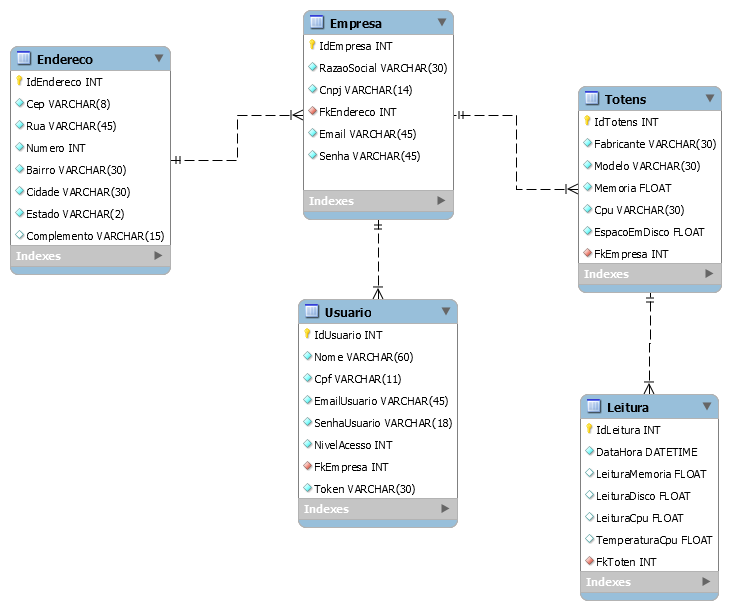 Endereco
IdEndereco INT
Cep VARCHAR(8)
Rua VARCHAR(45)
Numero INT
Bairro VARCHAR(30)
Cidade VARCHAR(30)
Estado VARCHAR(2)
Complemento VARCHAR(15)
Indexes
Empresa
IdEmpresa INT
RazaoSocial VARCHAR(30)
Cnpj VARCHAR(14)
FkEndereco INT
Email VARCHAR(45)
Senha VARCHAR(45)
Indexes
Totens
IdTotens INT
Fabricante VARCHAR(30)
Modelo VARCHAR(30)
Memoria FLOAT
Cpu VARCHAR(30)
EspacoEmDisco FLOAT
FkEmpresa INT
Indexes
Usuario
IdUsuario INT
Nome VARCHAR(60)
Cpf VARCHAR(11)
EmailUsuario VARCHAR(45)
SenhaUsuario VARCHAR(18)
NivelAcesso INT
FkEmpresa INT
Token VARCHAR(30)
Indexes
Leitura
IdLeitura INT
DataHora DATETIME
LeituraMemoria FLOAT
LeituraDisco FLOAT
LeituraCpu FLOAT
TemperaturaCpu FLOAT
FkToten INT
Indexes